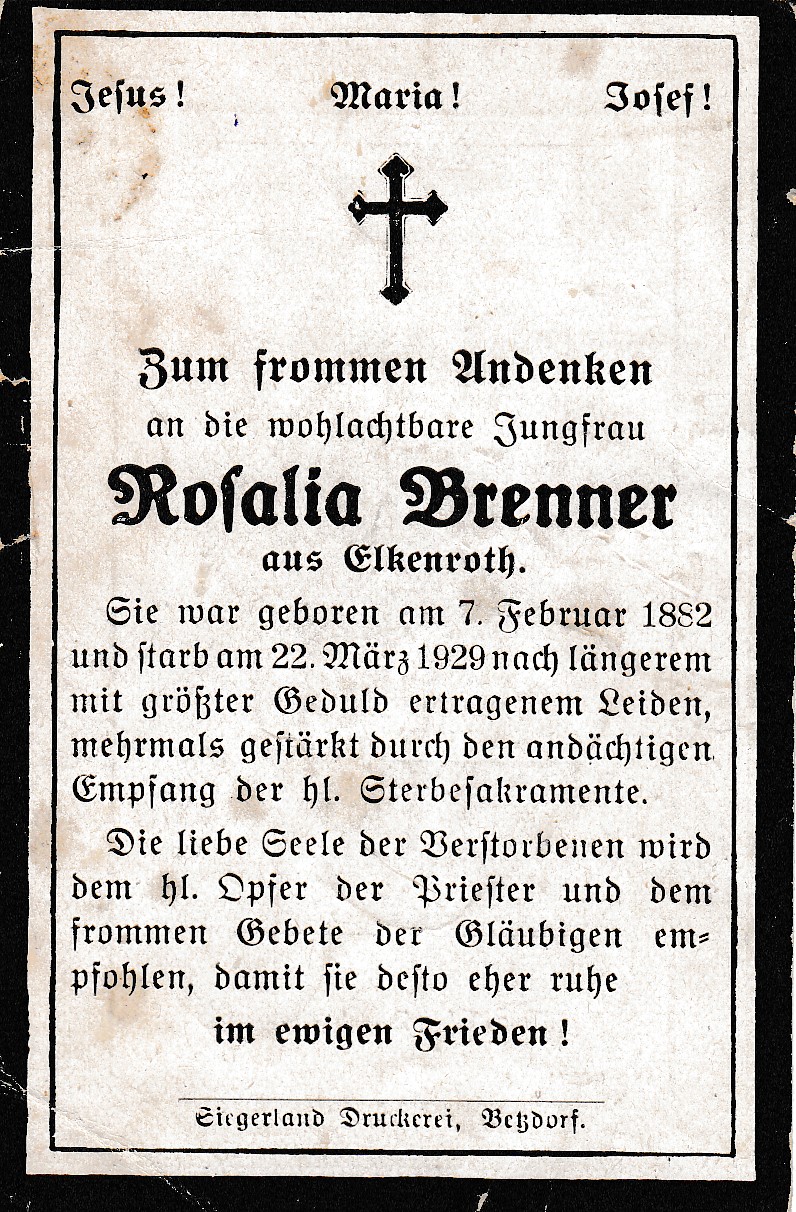 Jesus! Maria! Josef!
Zum frommen Andenken
an die wohlachtbare Jungfrau
Rosalia Brenner
aus Elkenroth.
Sie war geboren am 7. Februar 1882
und starb am 22. März 1929 nach längerem
mit größter Geduld ertragenem Leiden,
mehrmals gestärkt durch den andächtigen
Empfang der hl. Sterbesakramente.
Die liebe Seele der Verstorbenen wird
dem hl. Opfer der Priester und dem
frommen Gebete der Gläubigen em-
pfohlen, damit sie desto eher ruhe
im ewigen Frieden!
Siegerland Druckerei, Betzdorf.